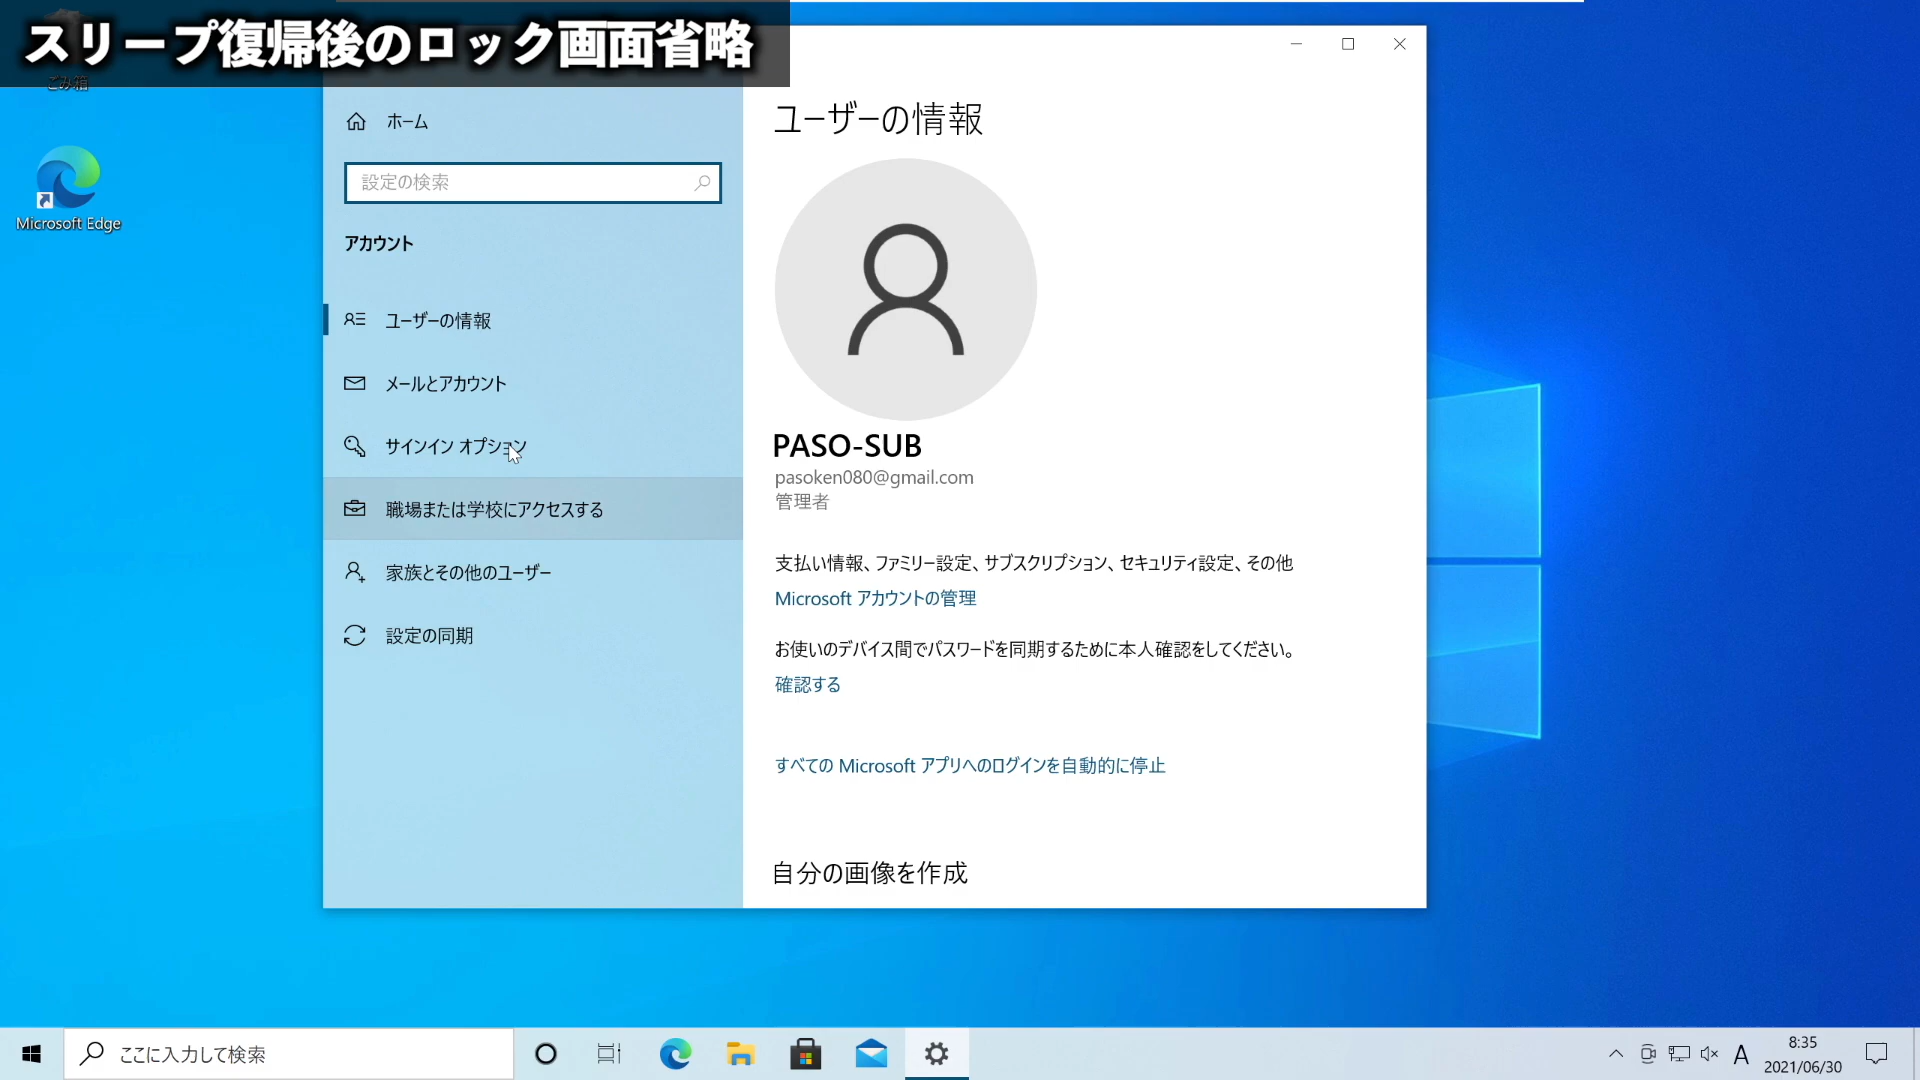 スリープ復帰後のロック画面省略
ごみ箱
Microsoft Edge
ホーム
設定の検索
アカウント
ユーザーの情報
メールとアカウント
サインイン オプション
職場または学校にアクセスする
家族とその他のユーザー
設定の同期
ユーザーの情報
PASO-SUB
pasoken080@gmail.com
管理者
支払い情報、ファミリー設定、サブスクリプション、セキュリティ設定、その他
Microsoft アカウントの管理
お使いのデバイス間でパスワードを同期するために本人確認をしてください。
確認する
すべての Microsoft アプリへのログインを自動的に停止
自分の画像を作成
ここに入力して検索
A
8:35
2021/06/30